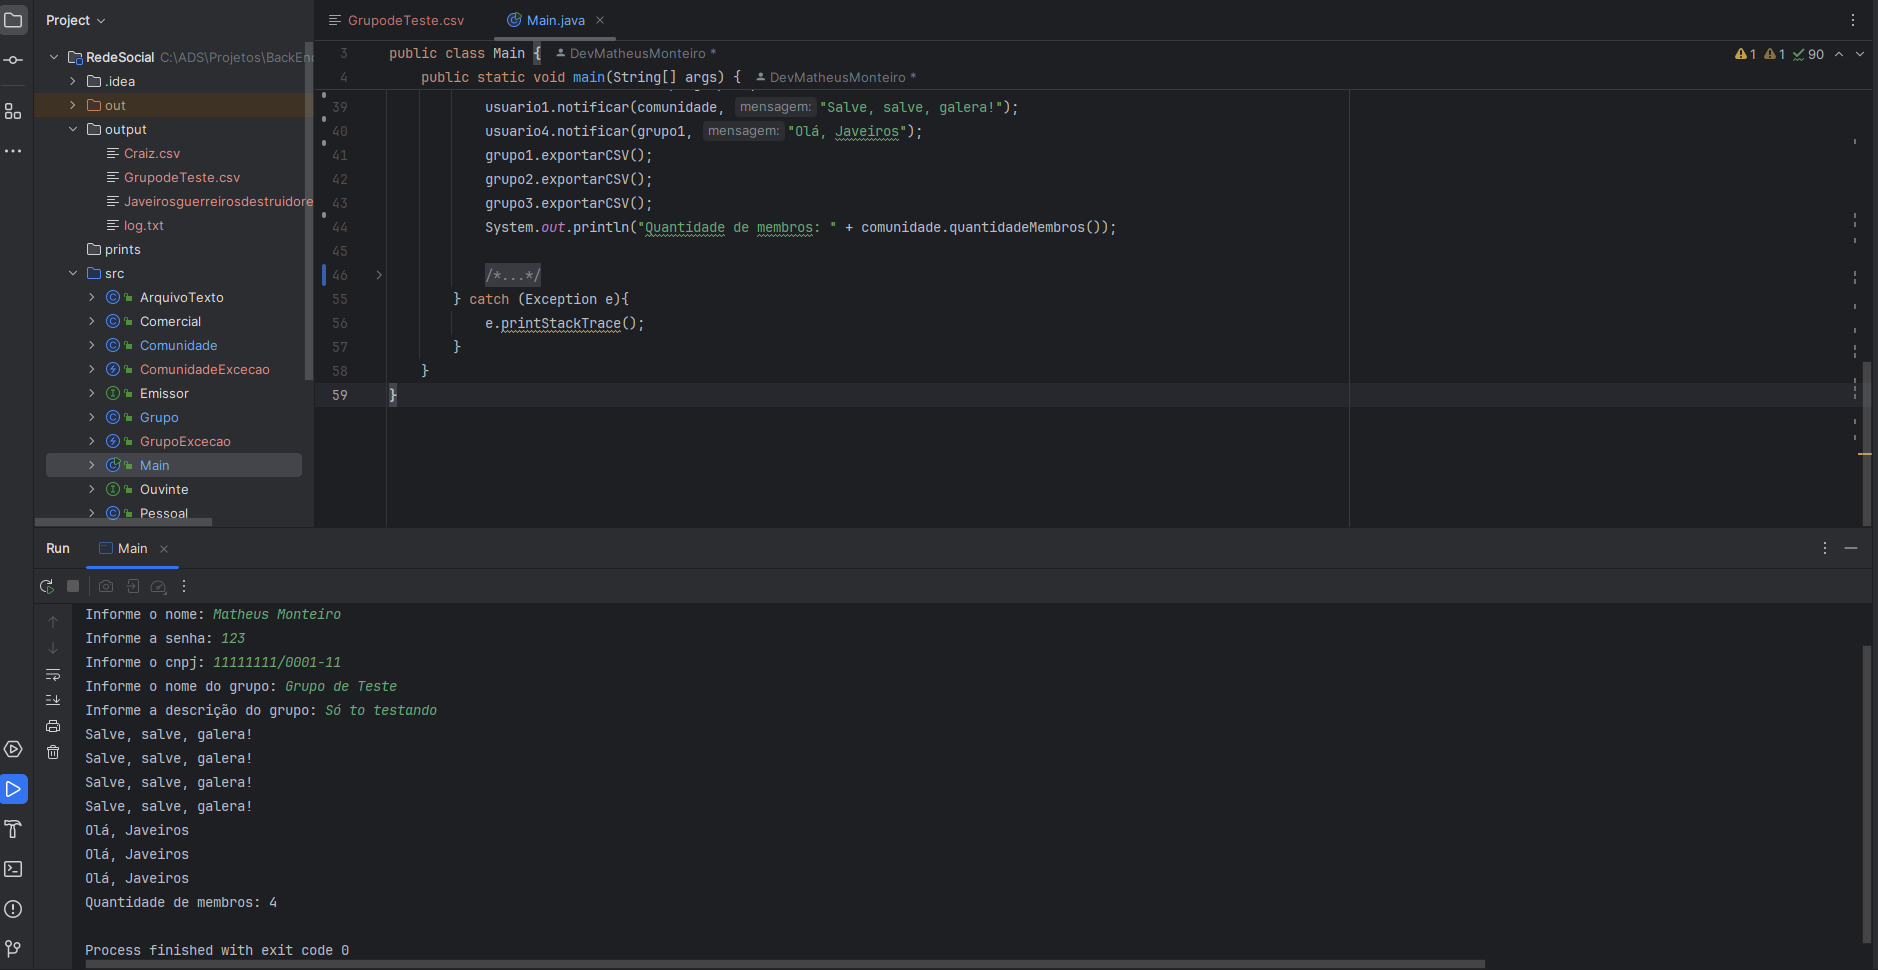 Project
GrupodeTeste.csv
Main.java
RedeSocial C:\ADS\Projetos\BackEnd
.idea
out
output
Craiz.csv
GrupodeTeste.csv
Javeirosguerreirosdestruidore
log.txt
prints
src
ArquivoTexto
Comercial
Comunidade
ComunidadeExcecao
Emissor
Grupo
GrupoExcecao
Main
Ouvinte
Pessoal
3 public class Main { DevMatheusMonteiro *
4 public static void main(String[] args) { DevMatheusMonteiro *
1 1 90
39 usuario1.notificar(comunidade, mensagem: "Salve, salve, galera!");
40 usuario4.notificar(grupo1, mensagem: "Olá, Javeiros");
41 grupo1.exportarCSV();
42 grupo2.exportarCSV();
43 grupo3.exportarCSV();
44 System.out.println("Quantidade de membros: " + comunidade.quantidadeMembros());
45
46 /*...*/
55 } catch (Exception e){
56 e.printStackTrace();
57 }
58 }
59 }
Run Main
Informe o nome: Matheus Monteiro
Informe a senha: 123
Informe o cnpj: 11111111/0001-11
Informe o nome do grupo: Grupo de Teste
Informe a descrição do grupo: Só to testando
Salve, salve, galera!
Salve, salve, galera!
Salve, salve, galera!
Salve, salve, galera!
Olá, Javeiros
Olá, Javeiros
Olá, Javeiros
Quantidade de membros: 4
Process finished with exit code 0